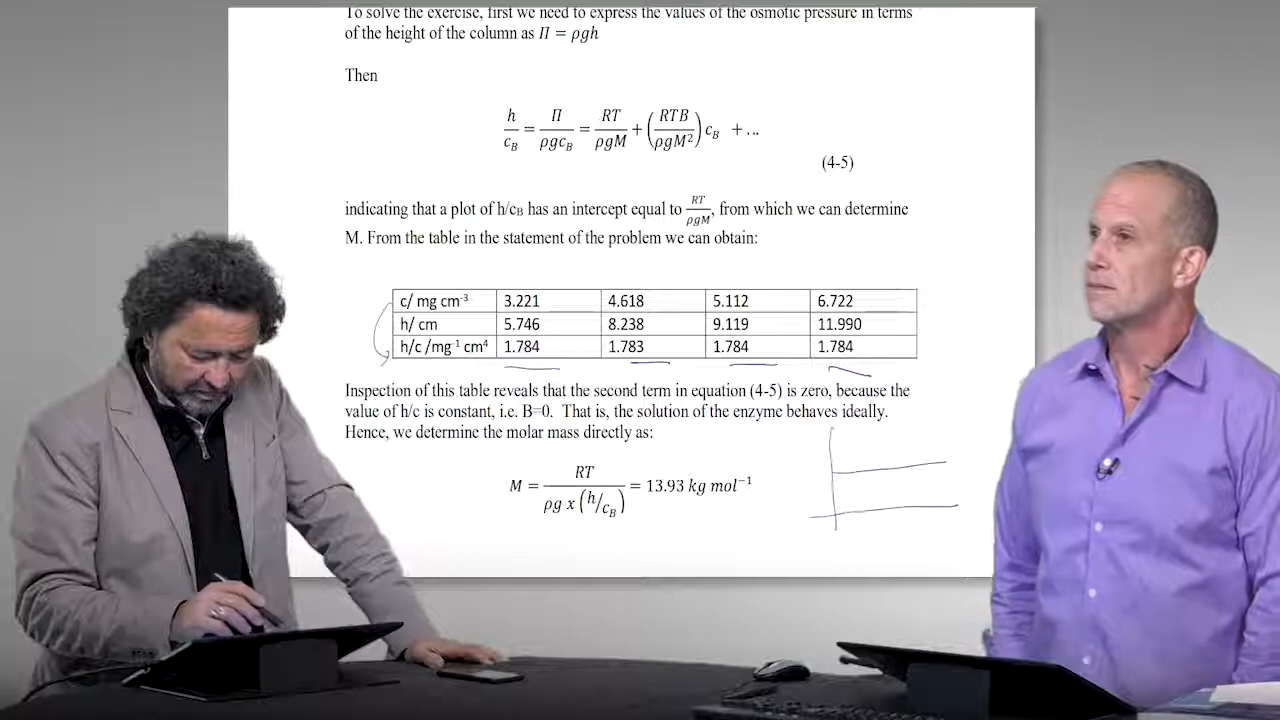 To solve the exercise, first we need to express the values of the osmotic pressure in terms
of the height of the column as Π = ρgh
Then
h/c_B = Π/ρgc_B = RT/ρgM + (RTB/ρgM²) c_B + ...
(4-5)
indicating that a plot of h/cB has an intercept equal to RT/ρgM, from which we can determine
M. From the table in the statement of the problem we can obtain:
c/ mg cm⁻³ 3.221 4.618 5.112 6.722
h/ cm 5.746 8.238 9.119 11.990
h/c /mg⁻¹ cm⁴ 1.784 1.783 1.784 1.784
Inspection of this table reveals that the second term in equation (4-5) is zero, because the
value of h/c is constant, i.e. B=0. That is, the solution of the enzyme behaves ideally.
Hence, we determine the molar mass directly as:
M = RT/ρg x (h/c_B) = 13.93 kg mol⁻¹